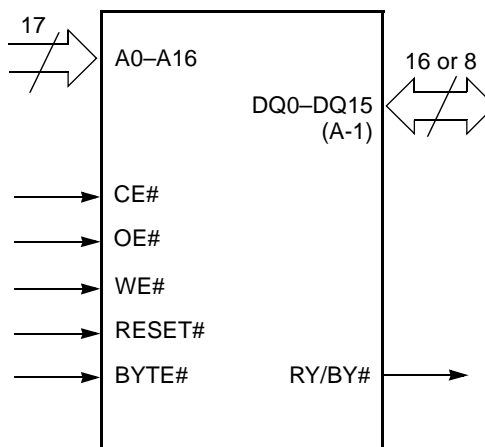 17
A0–A16
16 or 8
DQ0–DQ15
(A-1)
CE#
OE#
WE#
RESET#
BYTE#
RY/BY#